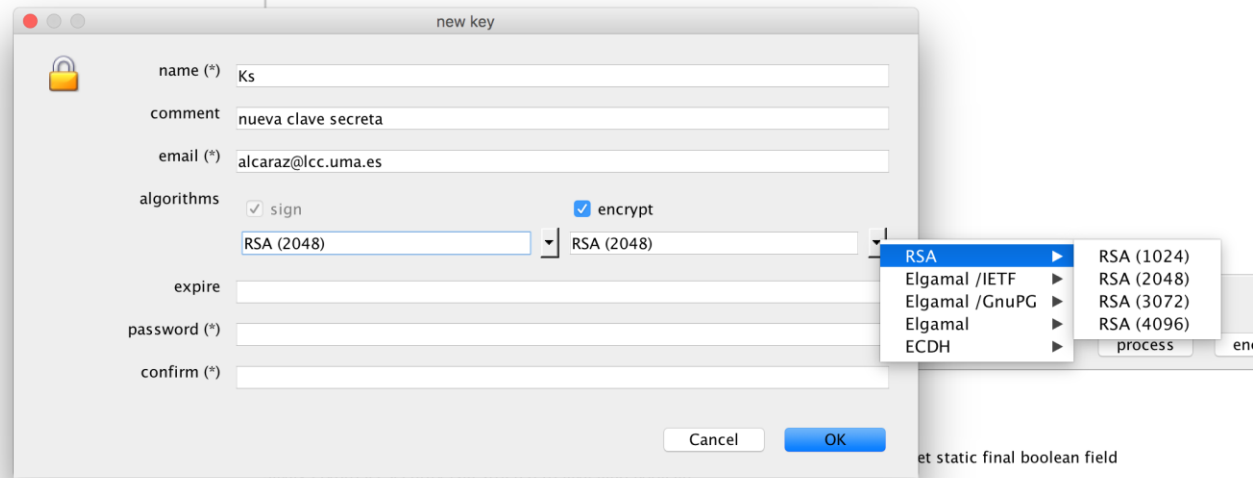 new key
name (*) Ks
comment nueva clave secreta
email (*) alcaraz@lcc.uma.es
algorithms
sign encrypt
RSA (2048) RSA (2048)
RSA RSA (1024)
Elgamal /IETF RSA (2048)
Elgamal /GnuPG RSA (3072)
Elgamal RSA (4096)
ECDH
expire
password (*)
process
confirm (*)
Cancel OK
static final boolean field